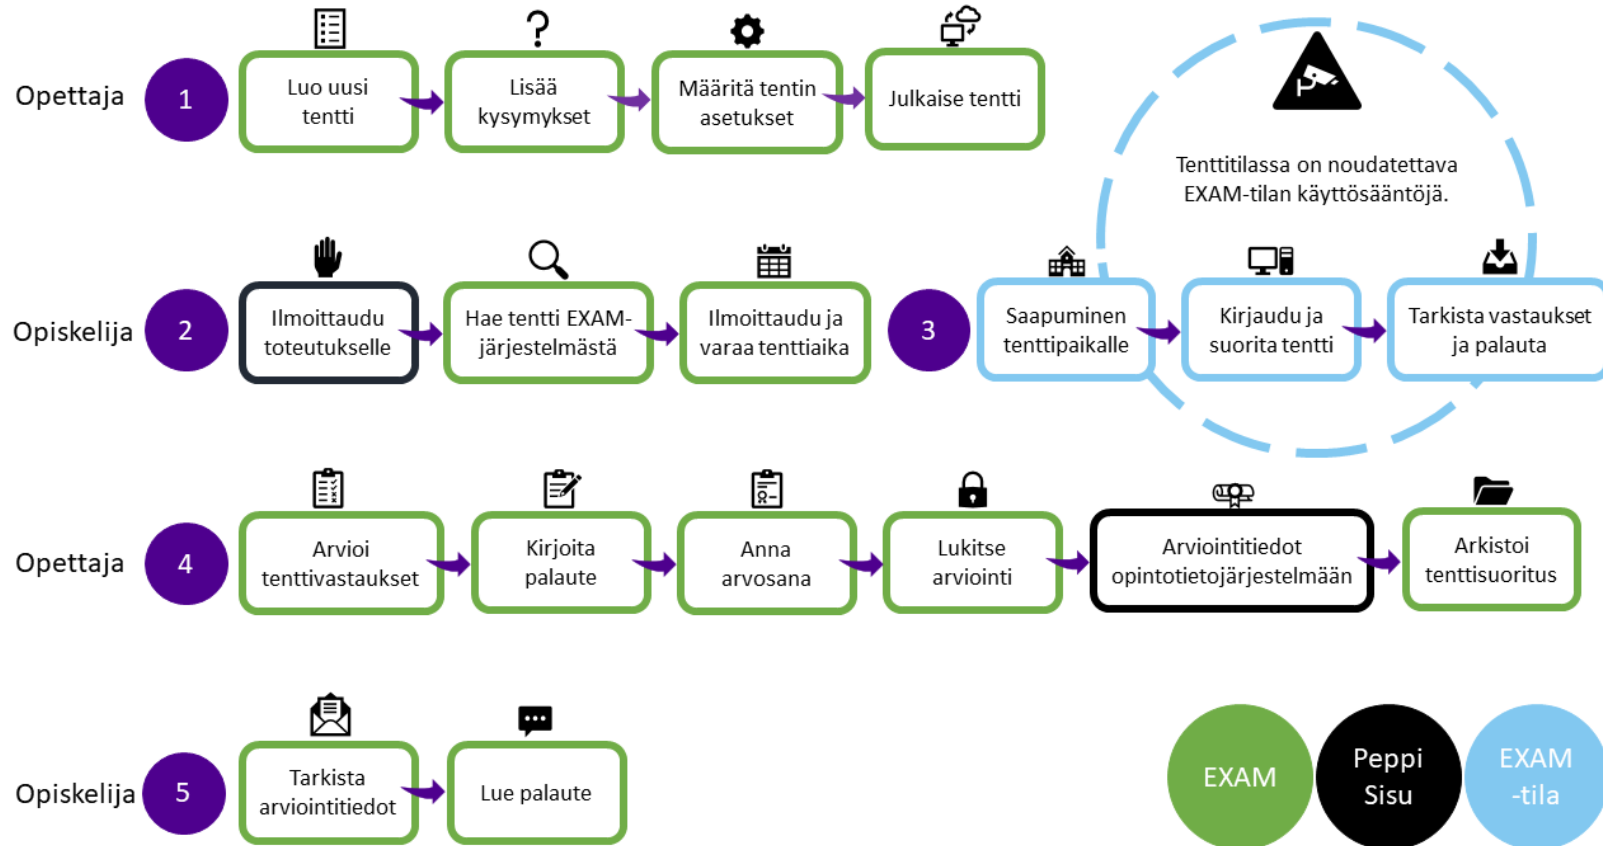 Opettaja
1
Luo uusi
tentti
Lisää
kysymykset
Määritä tentin
asetukset
Julkaise tentti
Tenttitilassa on noudatettava
EXAM-tilan käyttösääntöjä.
Opiskelija
2
Ilmoittaudu
toteutukselle
Hae tentti EXAM-
järjestelmästä
Ilmoittaudu ja
varaa tenttiaika
3
Saapuminen
tenttipaikalle
Kirjaudu ja
suorita tentti
Tarkista vastaukset
ja palauta
Opettaja
4
Arvioi
tenttivastaukset
Kirjoita
palaute
Anna
arvosana
Lukitse
arviointi
Arviointitiedot
opintotietojärjestelmään
Arkistoi
tenttisuoritus
Opiskelija
5
Tarkista
arviointitiedot
Lue palaute
EXAM
Peppi
Sisu
EXAM
-tila